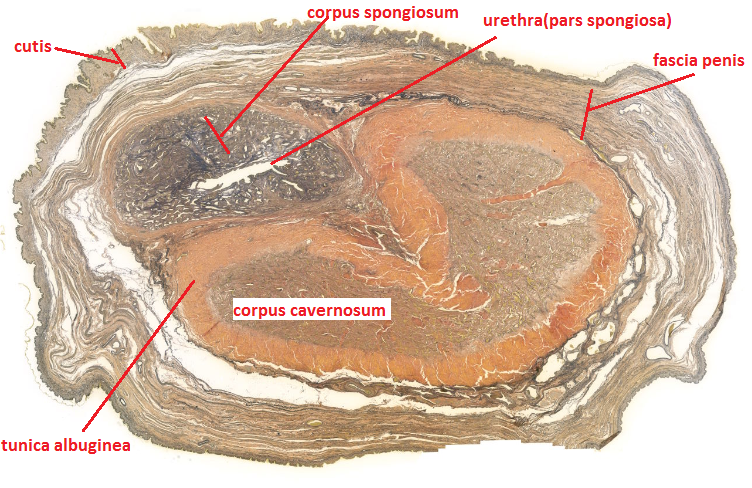 corpus spongiosum
urethra(pars spongiosa)
cutis
fascia penis
corpus cavernosum
tunica albuginea